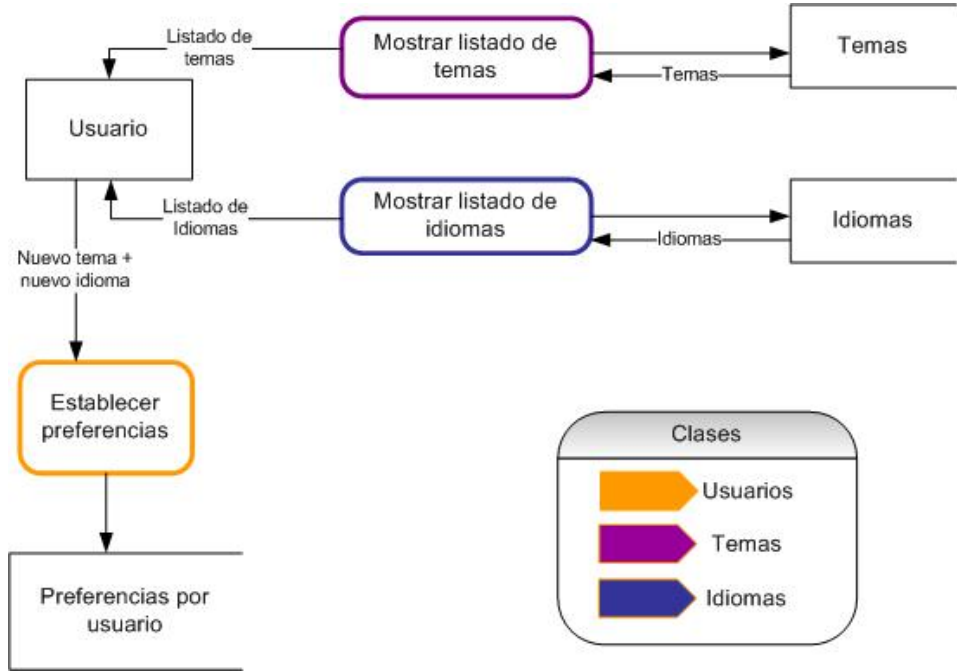 Listado de
temas
Mostrar listado de
temas
Temas
Temas
Usuario
Listado de
Idiomas
Mostrar listado de
idiomas
Idiomas
Idiomas
Nuevo tema +
nuevo idioma
Establecer
preferencias
Clases
Usuarios
Temas
Idiomas
Preferencias por
usuario